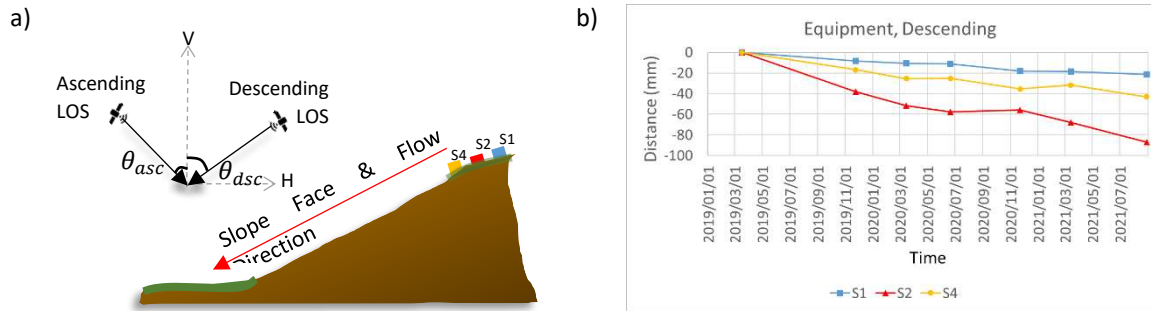 a)
V
Ascending
LOS
Descending
LOS
θasc
θdsc
H
S4
S2
S1
Slope Face & Flow
Direction
b)
Equipment, Descending
Distance (mm)
0
-20
-40
-60
-80
-100
2019/01/01
2019/03/01
2019/05/01
2019/07/01
2019/09/01
2019/11/01
2020/01/01
2020/03/01
2020/05/01
2020/07/01
2020/09/01
2020/11/01
2021/01/01
2021/03/01
2021/05/01
2021/07/01
Time
S1 S2 S4